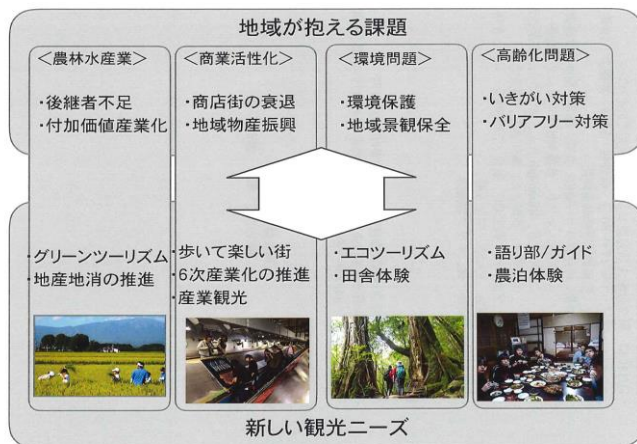 地域が抱える課題
＜農林水産業＞
・後継者不足
・付加価値産業化
＜商業活性化＞
・商店街の衰退
・地域物産振興
＜環境問題＞
・環境保護
・地域景観保全
＜高齢化問題＞
・いきがい対策
・バリアフリー対策
・グリーンツーリズム
・地産地消の推進
・歩いて楽しい街
・6次産業化の推進
・産業観光
・エコツーリズム
・田舎体験
・語り部/ガイド
・農泊体験
新しい観光ニーズ